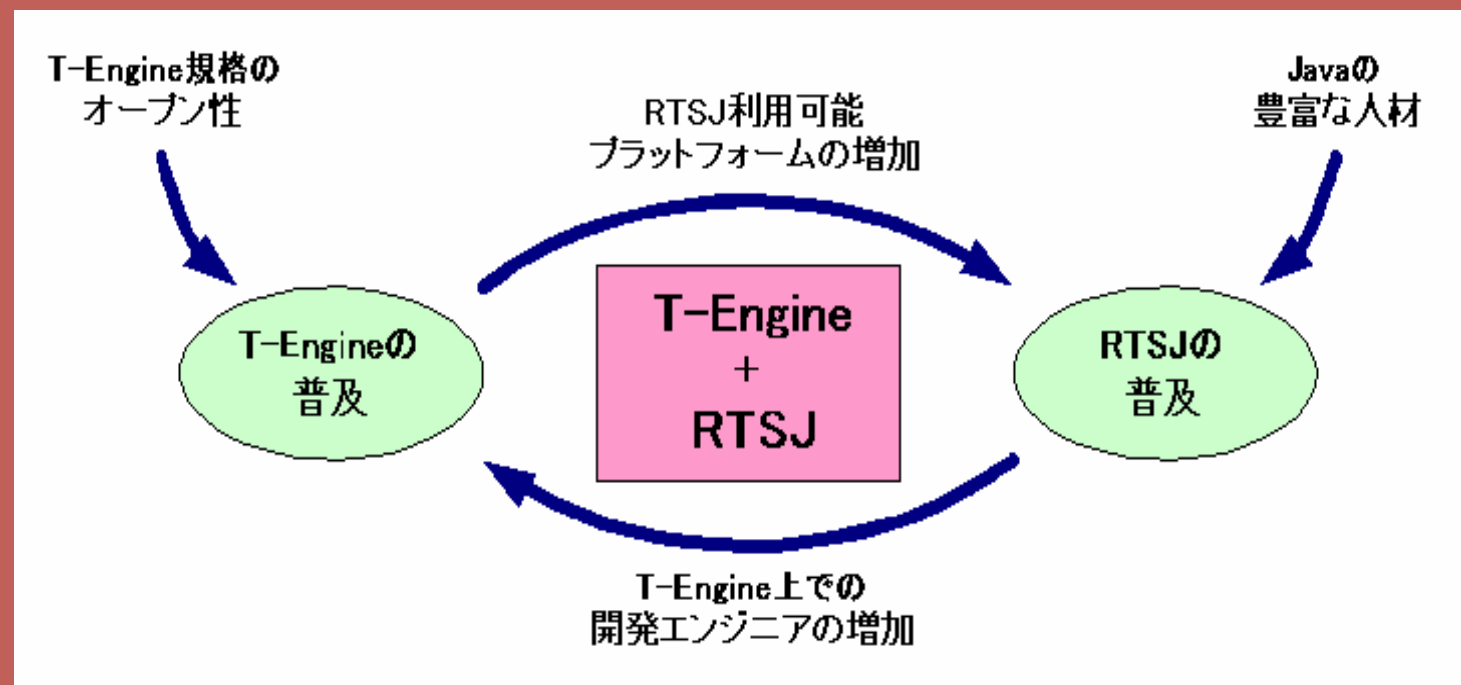 T-Engine規格の
オープン性
Javaの
豊富な人材
RTSJ利用可能
プラットフォームの増加
T-Engineの
普及
T-Engine
+
RTSJ
RTSJの
普及
T-Engine上での
開発エンジニアの増加